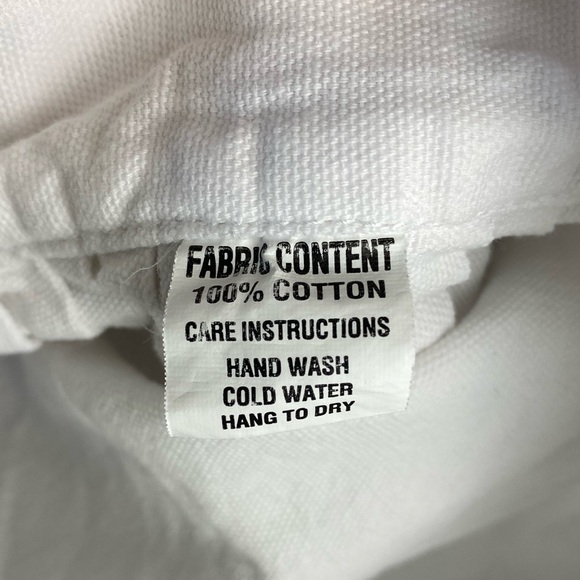 FABRIC CONTENT
100% COTTON
CARE INSTRUCTIONS
HAND WASH
COLD WATER
HANG TO DRY